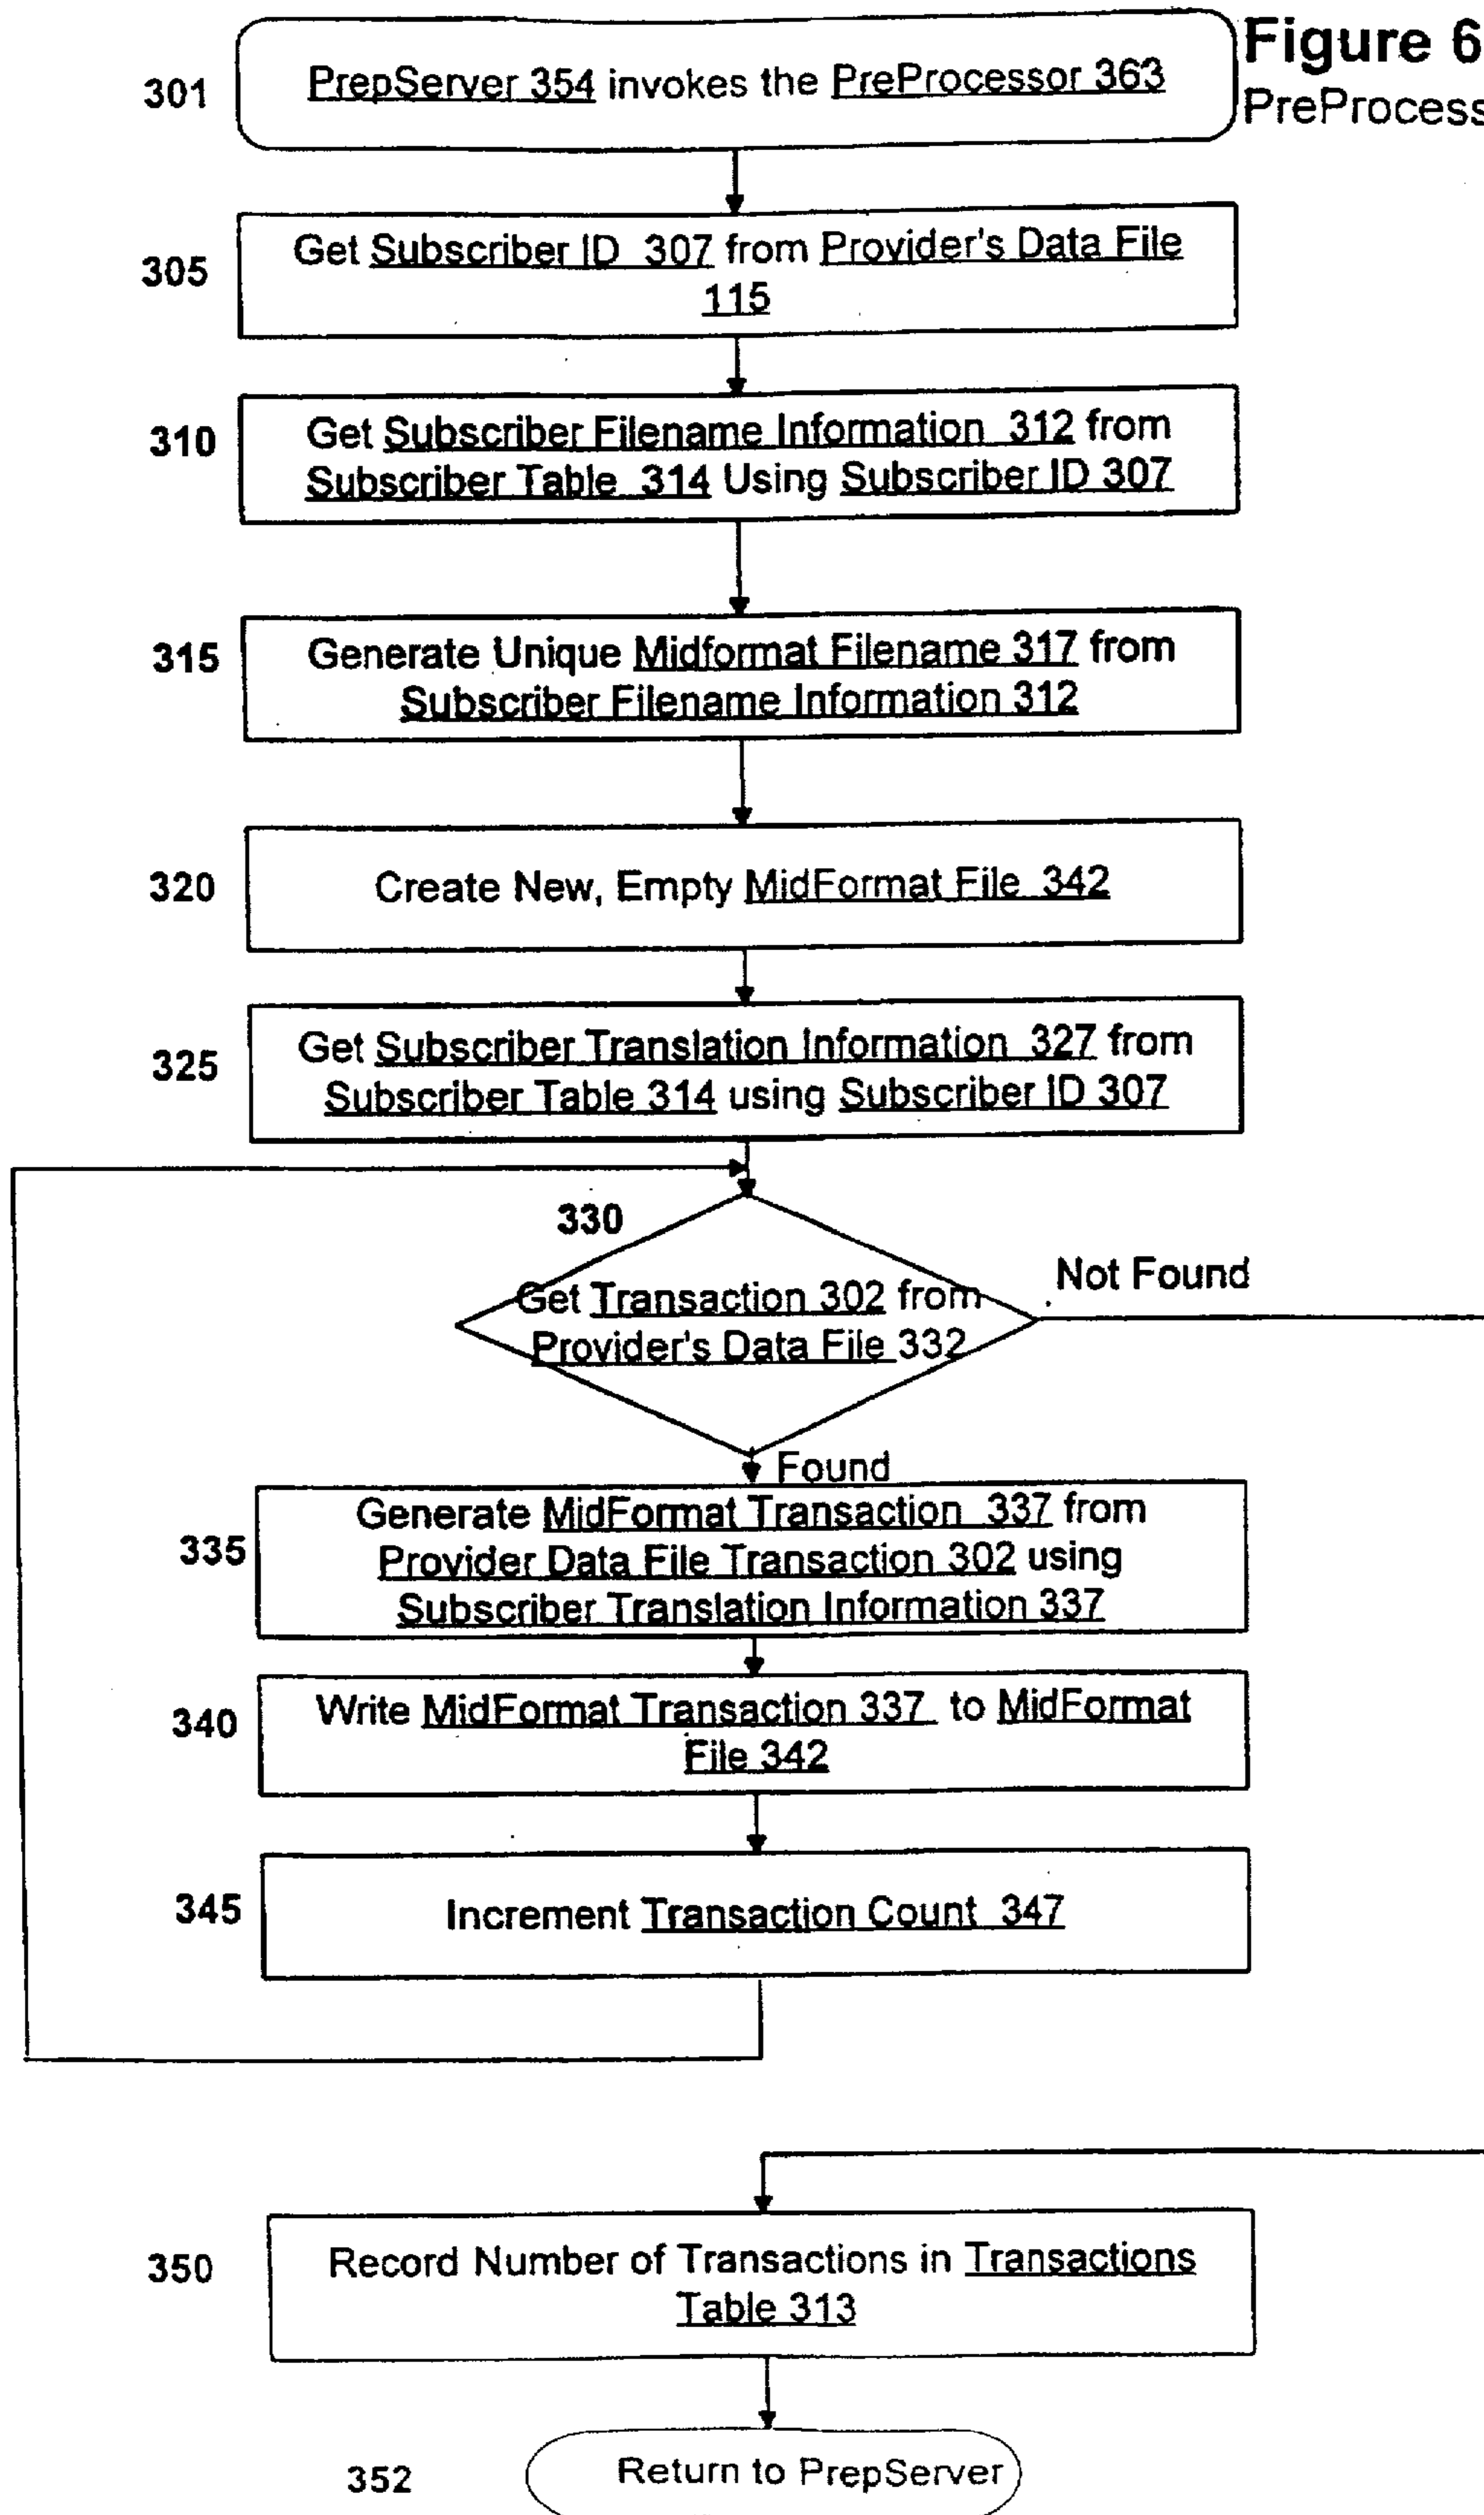 Figure 6
PreProcess
301
PrepServer 354 invokes the PreProcessor 363
305
Get Subscriber ID 307 from Provider's Data File
115
310
Get Subscriber Filename Information 312 from
Subscriber Table 314 Using Subscriber ID 307
315
Generate Unique Midformat Filename 317 from
Subscriber Filename Information 312
320
Create New, Empty MidFormat File 342
325
Get Subscriber Translation Information 327 from
Subscriber Table 314 using Subscriber ID 307
330
Get Transaction 302 from
Provider's Data File 332
Not Found
Found
335
Generate MidFormat Transaction 337 from
Provider Data File Transaction 302 using
Subscriber Translation Information 337
340
Write MidFormat Transaction 337 to MidFormat
File 342
345
Increment Transaction Count 347
350
Record Number of Transactions in Transactions
Table 313
352
Return to PrepServer